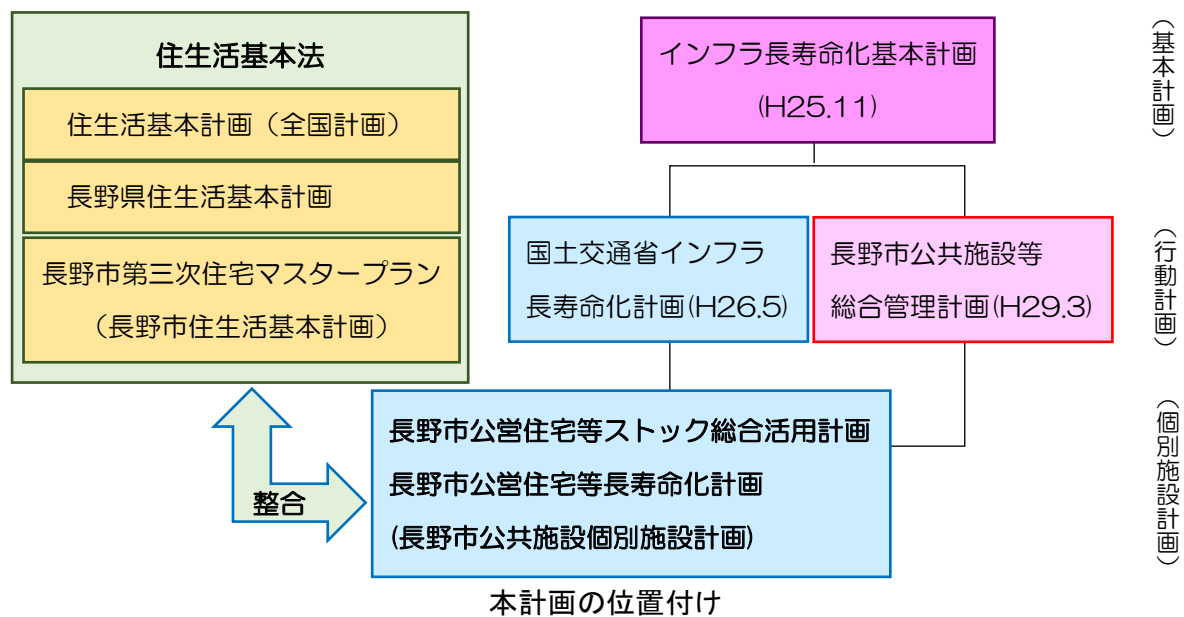 住生活基本法
住生活基本計画（全国計画）
長野県住生活基本計画
長野市第三次住宅マスタープラン
（長野市住生活基本計画）
インフラ長寿命化基本計画
(H25.11)
（基本計画）
国土交通省インフラ
長寿命化計画(H26.5)
長野市公共施設等
総合管理計画(H29.3)
（行動計画）
整合
長野市公営住宅等ストック総合活用計画
長野市公営住宅等長寿命化計画
(長野市公共施設個別施設計画)
（個別施設計画）
本計画の位置付け